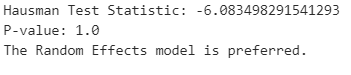 Hausman Test Statistic: -6.083498291541293
P-value: 1.0
The Random Effects model is preferred.